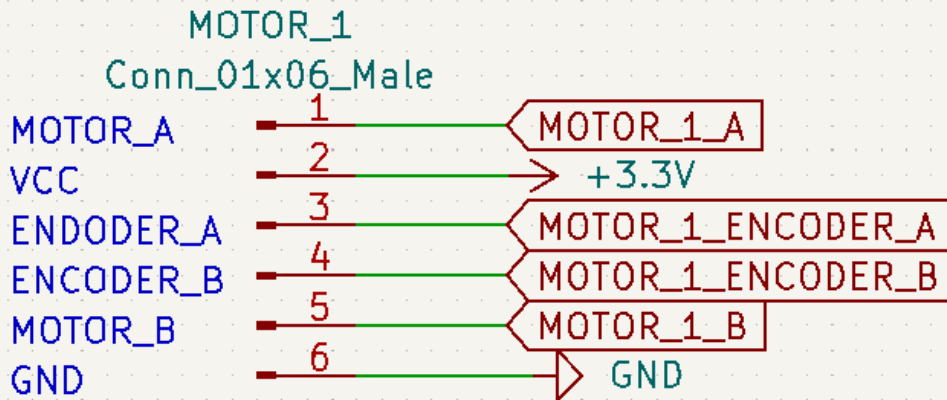 MOTOR_1
Conn_01x06_Male
MOTOR_A 1 MOTOR_1_A
VCC 2 +3.3V
ENDODER_A 3 MOTOR_1_ENCODER_A
ENCODER_B 4 MOTOR_1_ENCODER_B
MOTOR_B 5 MOTOR_1_B
GND 6 GND